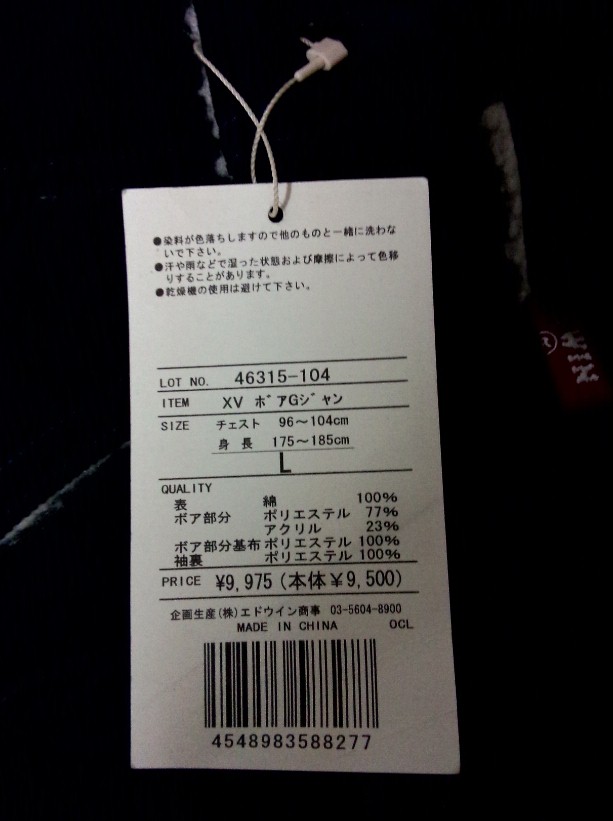 ●染料が色落ちしますので他のものと一緒に洗わな
いで下さい。
●汗や雨などで湿った状態および摩擦によって色移
りすることがあります。
●乾燥機の使用は避けて下さい。
LOT NO. 46315-104
ITEM XV ボアGジャン
SIZE チェスト 96～104cm
身長 175～185cm
L
QUALITY
表 綿 100%
ボア部分 ポリエステル 77%
アクリル 23%
ボア部分基布 ポリエステル 100%
袖裏 ポリエステル 100%
PRICE ¥9,975(本体¥9,500)
企画生産(株)エドウイン商事 03-5604-8900
MADE IN CHINA OCL
4548983588277